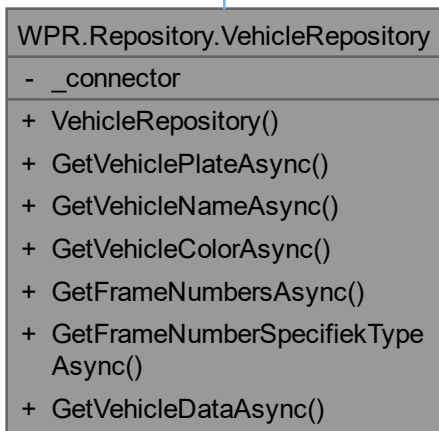 WPR.Repository.VehicleRepository
- _connector
+ VehicleRepository()
+ GetVehiclePlateAsync()
+ GetVehicleNameAsync()
+ GetVehicleColorAsync()
+ GetFrameNumbersAsync()
+ GetFrameNumberSpecifiekType
Async()
+ GetVehicleDataAsync()